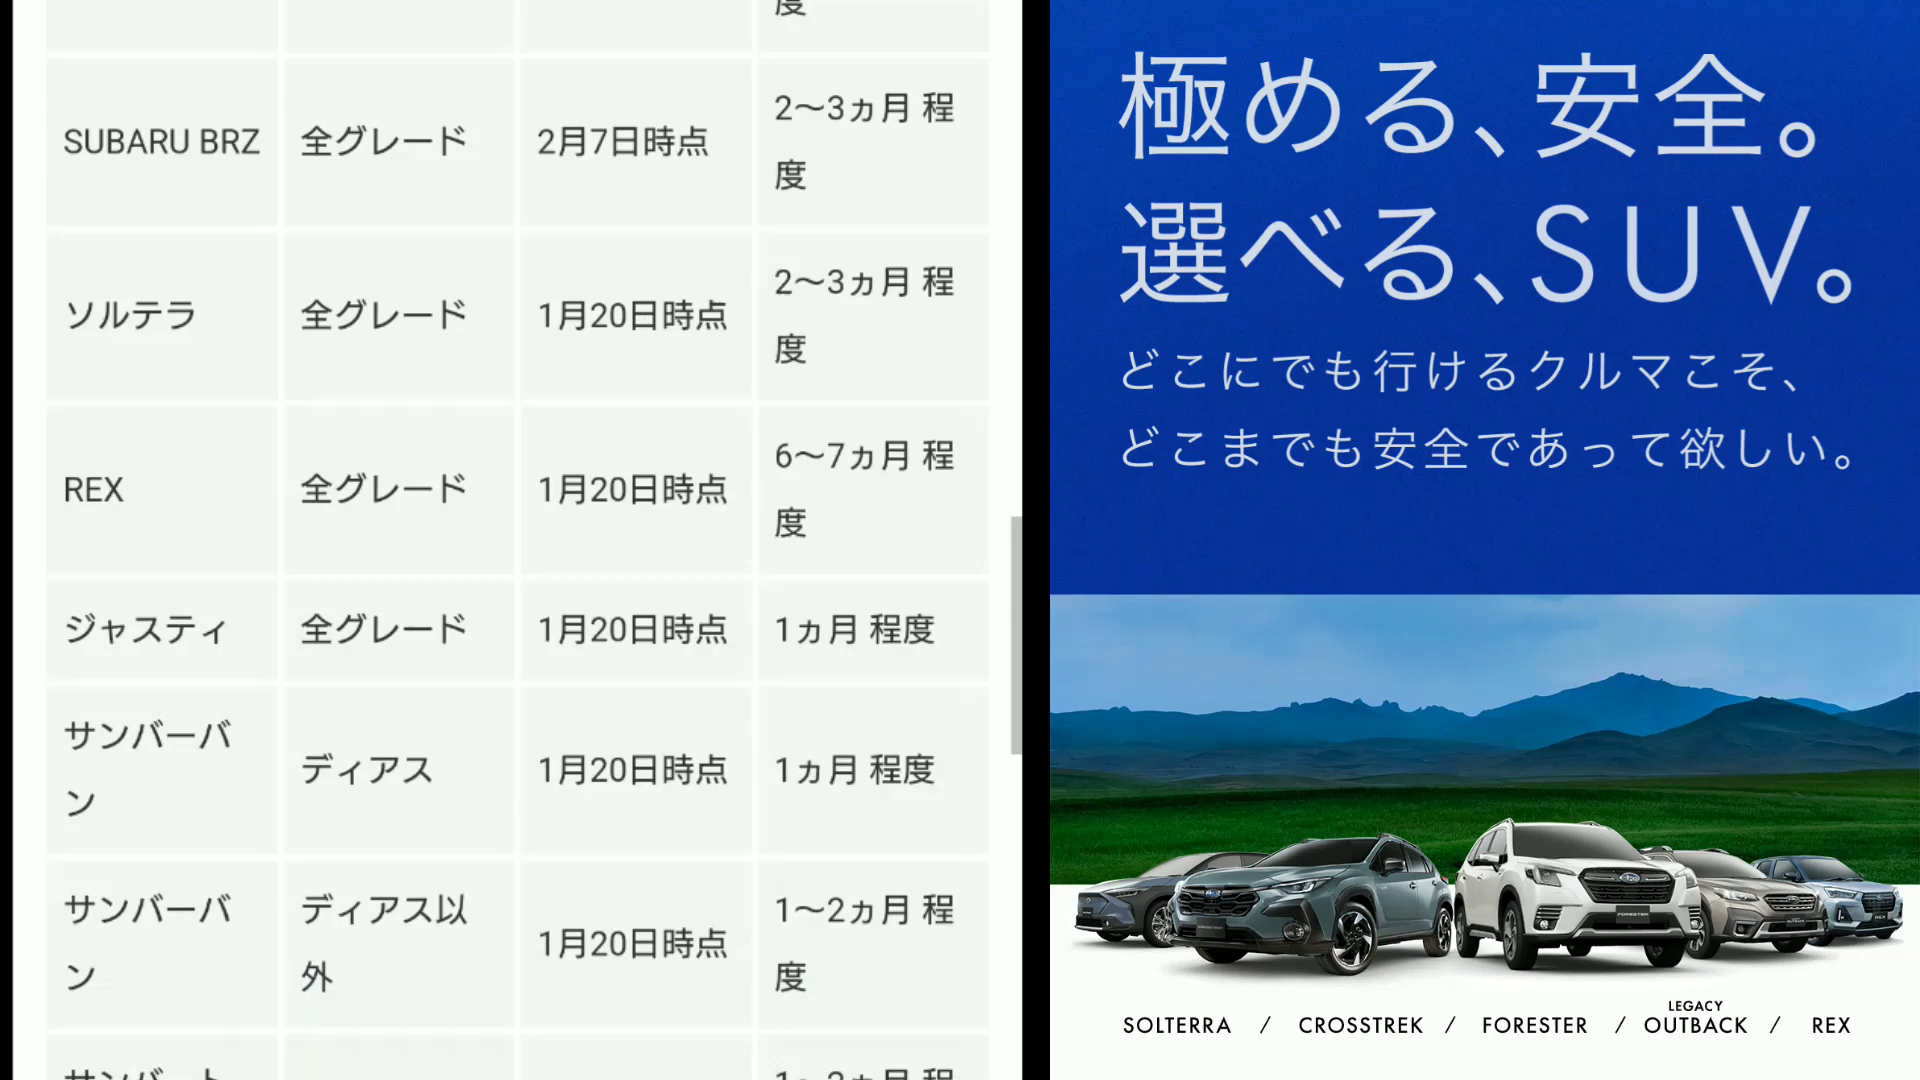 度
SUBARU BRZ
全グレード
2月7日時点
2～3ヵ月 程
度
ソルテラ
全グレード
1月20日時点
2～3ヵ月 程
度
REX
全グレード
1月20日時点
6～7ヵ月 程
度
ジャスティ
全グレード
1月20日時点
1ヵ月 程度
サンバーバ
ン
ディアス
1月20日時点
1ヵ月 程度
サンバーバ
ン
ディアス以
外
1月20日時点
1～2ヵ月 程
度
極める、安全。
選べる、SUV。
どこにでも行けるクルマこそ、
どこまでも安全であって欲しい。
FORESTER
REX
SOLTERRA / CROSSTREK / FORESTER / LEGACY OUTBACK / REX